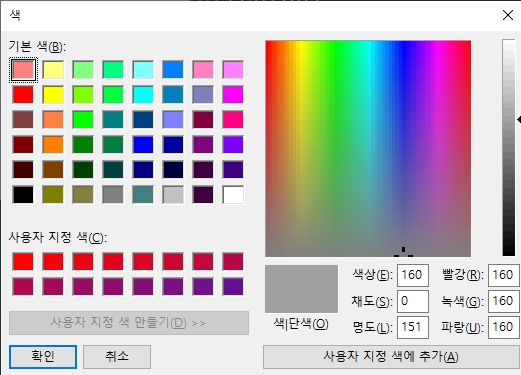 색
기본 색(B):
사용자 지정 색(C):
사용자 지정 색 만들기(D) >>
확인 취소
색|단색(O)
색상(E): 160 빨강(R): 160
채도(S): 0 녹색(G): 160
명도(L): 151 파랑(U): 160
사용자 지정 색에 추가(A)